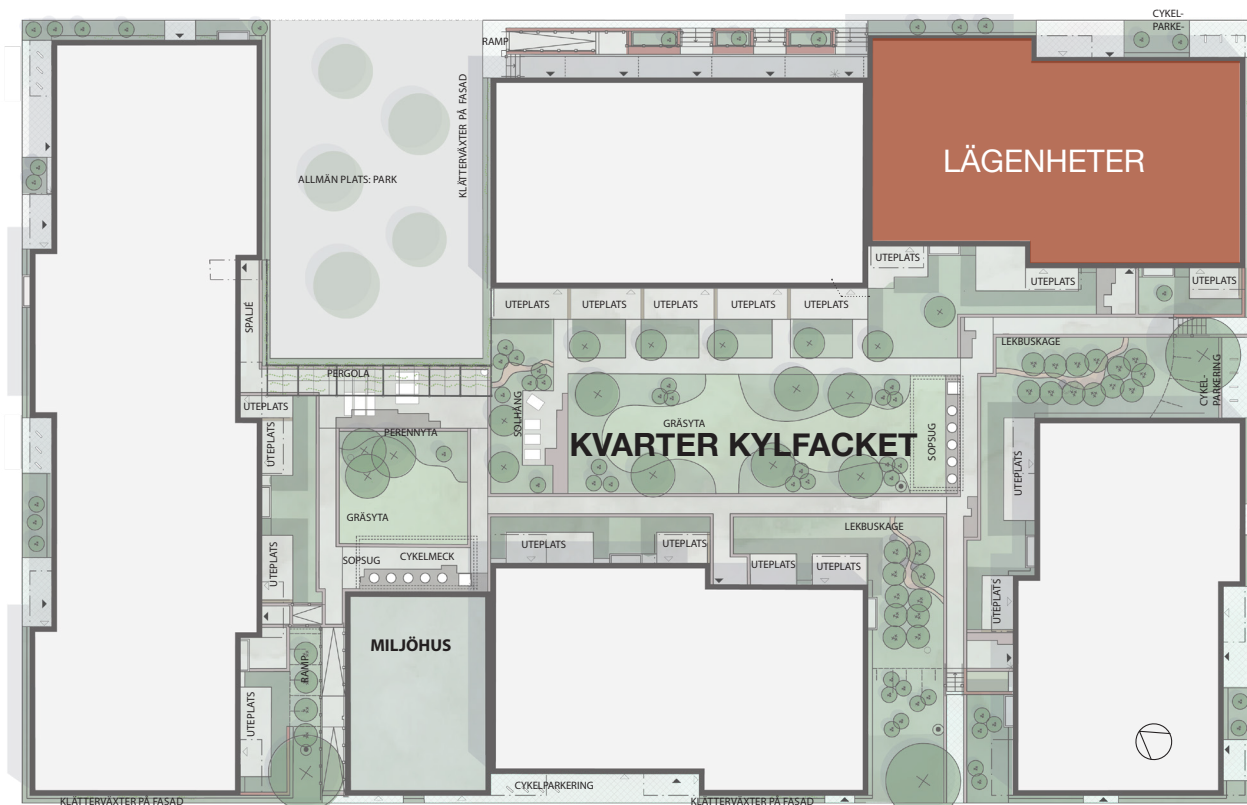 CYKEL-
PARKE-
RAMP
KLÄTTERVÄXTER PÅ FASAD
LÄGENHETER
ALLMÄN PLATS: PARK
UTEPLATS
UTEPLATS
UTEPLATS
SPALJÉ
UTEPLATS
UTEPLATS
UTEPLATS
UTEPLATS
UTEPLATS
LEKBUSKAGE
PERGOLA
CYKEL-
PARKERING
UTEPLATS
SOLHÄNG
GRÄSYTA
PERENNYTA
UTEPLATS
KVARTER KYLFACKET
SOPSUG
UTEPLATS
GRÄSYTA
LEKBUSKAGE
UTEPLATS
UTEPLATS
SOPSUG
CYKELMECK
UTEPLATS
UTEPLATS
UTEPLATS
UTEPLATS
MILJÖHUS
RAMP
UTEPLATS
CYKELPARKERING
KLÄTTERVÄXTER PÅ FASAD
KLÄTTERVÄXTER PÅ FASAD